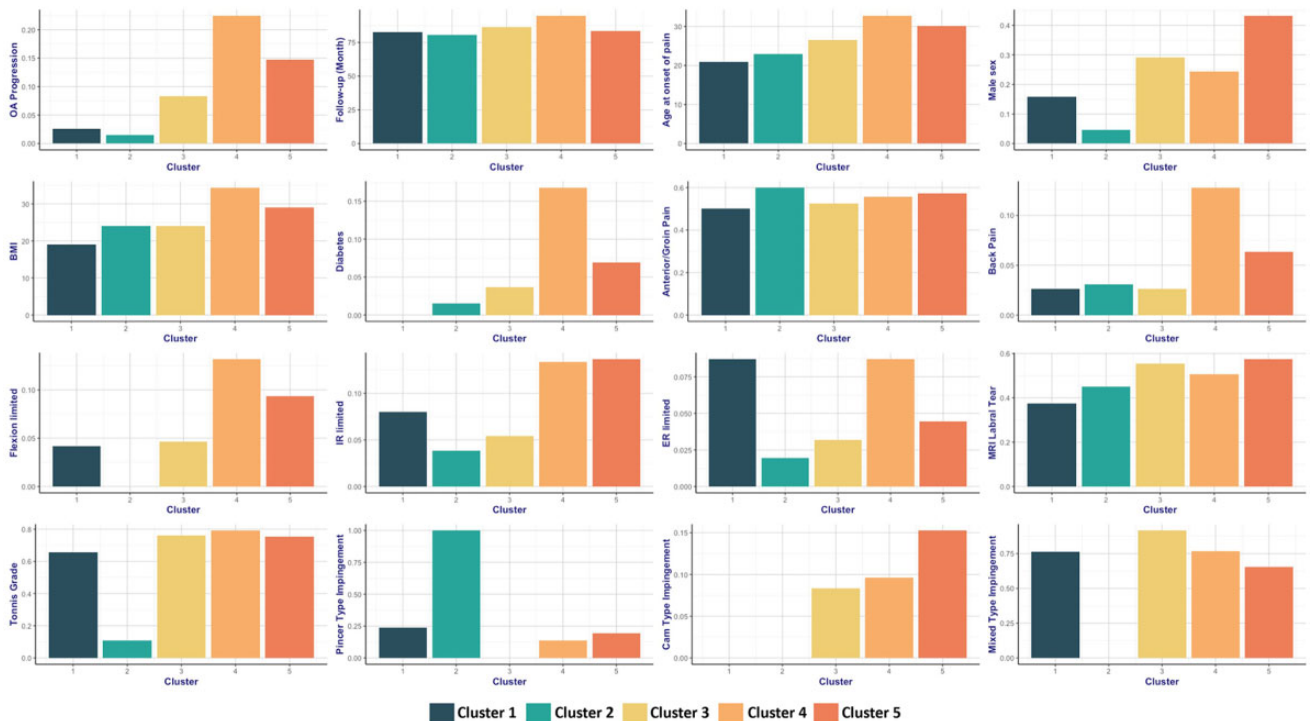 OA Progression
0.20
0.15
0.10
0.05
0.00
1 2 3 4 5
Cluster
Follow-up (Month)
75
50
25
0
1 2 3 4 5
Cluster
Age at onset of pain
30
20
10
0
1 2 3 4 5
Cluster
Male sex
0.4
0.3
0.2
0.1
0.0
1 2 3 4 5
Cluster
BMI
30
20
10
0
1 2 3 4 5
Cluster
Diabetes
0.15
0.10
0.05
0.00
1 2 3 4 5
Cluster
Anterior/Groin Pain
0.6
0.4
0.2
0.0
1 2 3 4 5
Cluster
Back Pain
0.10
0.05
0.00
1 2 3 4 5
Cluster
Flexion limited
0.10
0.05
0.00
1 2 3 4 5
Cluster
IR limited
0.10
0.05
0.00
1 2 3 4 5
Cluster
ER limited
0.075
0.050
0.025
0.000
1 2 3 4 5
Cluster
MRI Labral Tear
0.6
0.4
0.2
0.0
1 2 3 4 5
Cluster
Tonnis Grade
0.8
0.6
0.4
0.2
0.0
1 2 3 4 5
Cluster
Pincer Type Impingement
1.00
0.75
0.50
0.25
0.00
1 2 3 4 5
Cluster
Cam Type Impingement
0.15
0.10
0.05
0.00
1 2 3 4 5
Cluster
Mixed Type Impingement
0.75
0.50
0.25
0.00
1 2 3 4 5
Cluster
Cluster 1 Cluster 2 Cluster 3 Cluster 4 Cluster 5